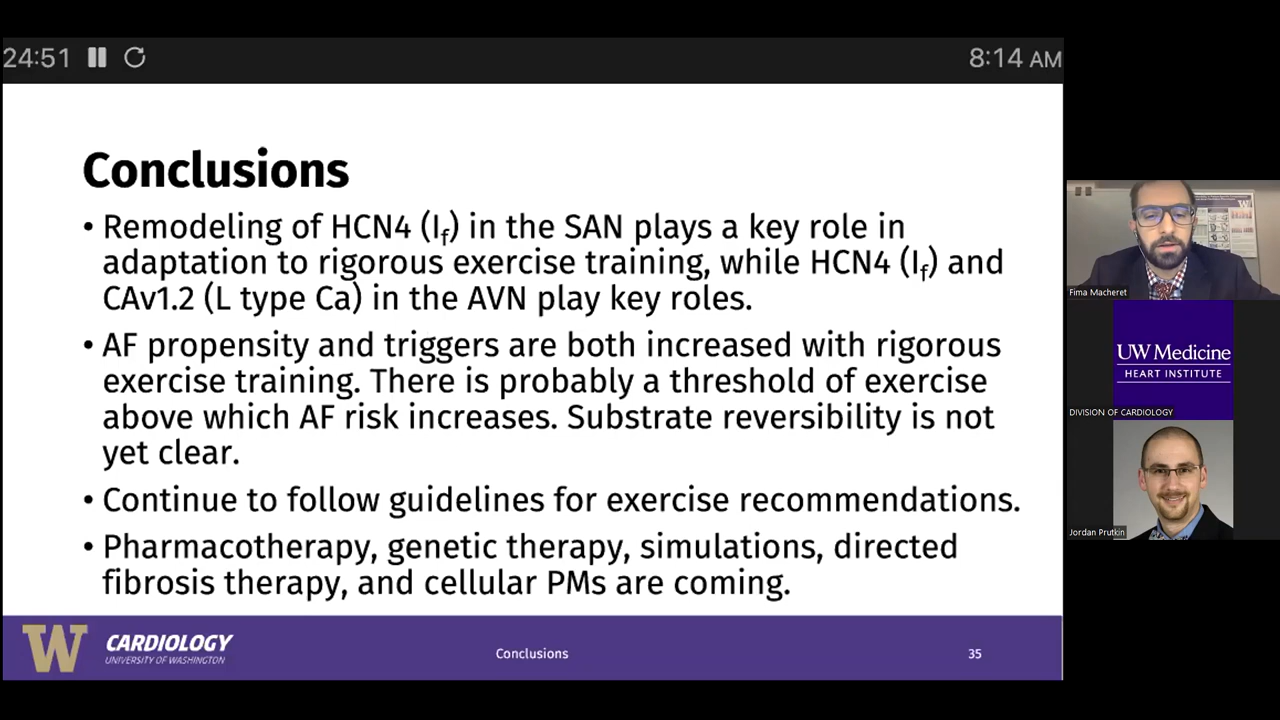 24:51
8:14 AM
Conclusions
• Remodeling of HCN4 (If) in the SAN plays a key role in
adaptation to rigorous exercise training, while HCN4 (If) and
CAv1.2 (L type Ca) in the AVN play key roles.
• AF propensity and triggers are both increased with rigorous
exercise training. There is probably a threshold of exercise
above which AF risk increases. Substrate reversibility is not
yet clear.
• Continue to follow guidelines for exercise recommendations.
• Pharmacotherapy, genetic therapy, simulations, directed
fibrosis therapy, and cellular PMs are coming.
W
CARDIOLOGY
UNIVERSITY OF WASHINGTON
Conclusions
35
Fima Macheret
UW Medicine
HEART INSTITUTE
DIVISION OF CARDIOLOGY
Jordan Prutkin